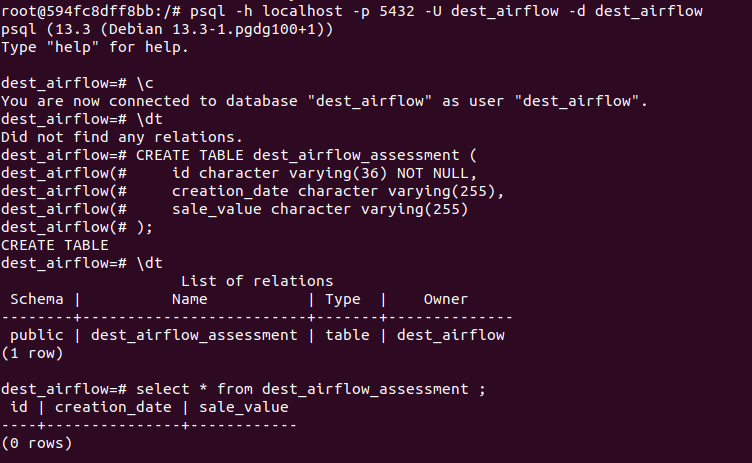 root@594fc8dff8bb:/# psql -h localhost -p 5432 -U dest_airflow -d dest_airflow
psql (13.3 (Debian 13.3-1.pgdg100+1))
Type "help" for help.

dest_airflow=# \c
You are now connected to database "dest_airflow" as user "dest_airflow".
dest_airflow=# \dt
Did not find any relations.
dest_airflow=# CREATE TABLE dest_airflow_assessment (
dest_airflow(#     id character varying(36) NOT NULL,
dest_airflow(#     creation_date character varying(255),
dest_airflow(#     sale_value character varying(255)
dest_airflow(# );
CREATE TABLE
dest_airflow=# \dt
                  List of relations
 Schema |          Name           | Type  |    Owner
--------+-------------------------+-------+--------------
 public | dest_airflow_assessment | table | dest_airflow
(1 row)

dest_airflow=# select * from dest_airflow_assessment ;
 id | creation_date | sale_value
----+---------------+------------
(0 rows)